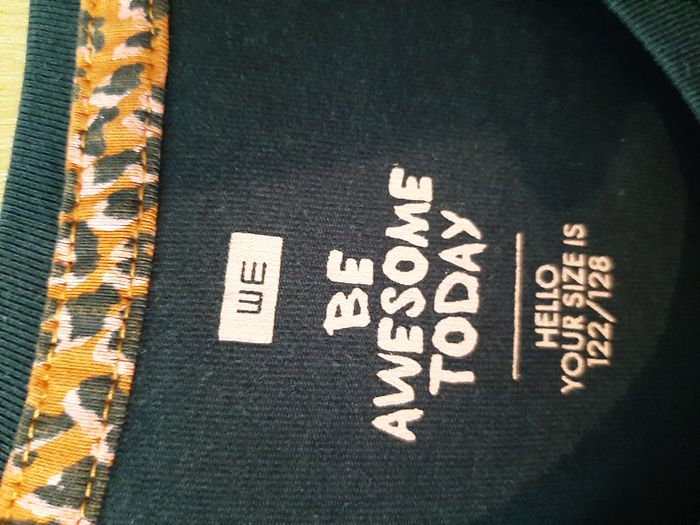 WE
BE
AWESOME
TODAY
HELLO
YOUR SIZE IS
122/128